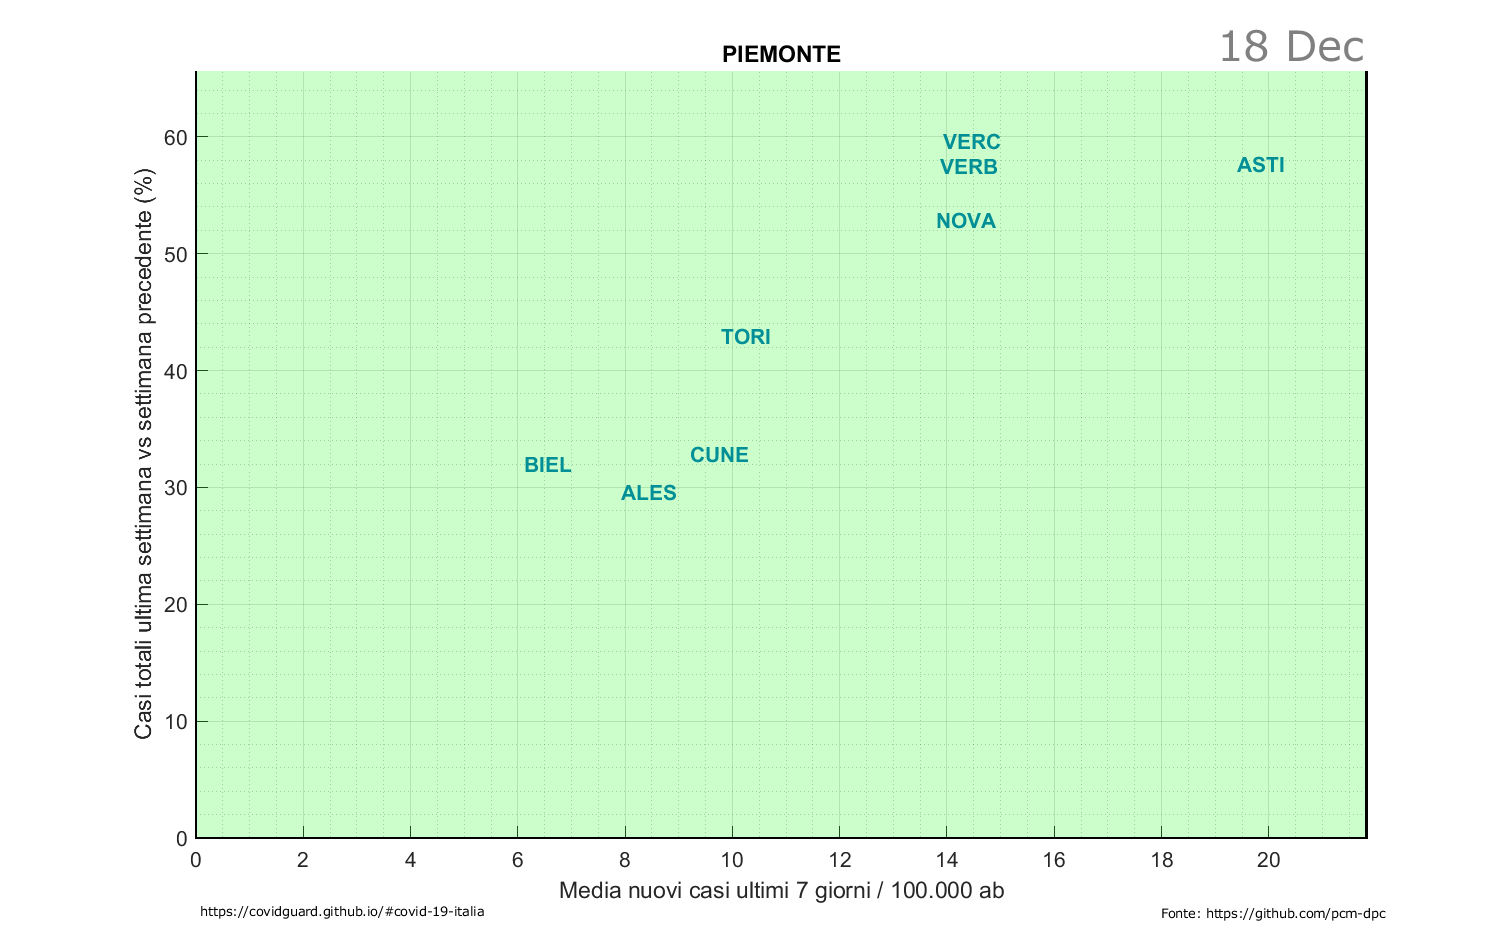 18 Dec
PIEMONTE
Casi totali ultima settimana vs settimana precedente (%)
60
50
40
30
20
10
0
VERC
VERB
ASTI
NOVA
TORI
CUNE
BIEL
ALES
0 2 4 6 8 10 12 14 16 18 20
Media nuovi casi ultimi 7 giorni / 100.000 ab
https://covidguard.github.io/#covid-19-italia
Fonte: https://github.com/pcm-dpc